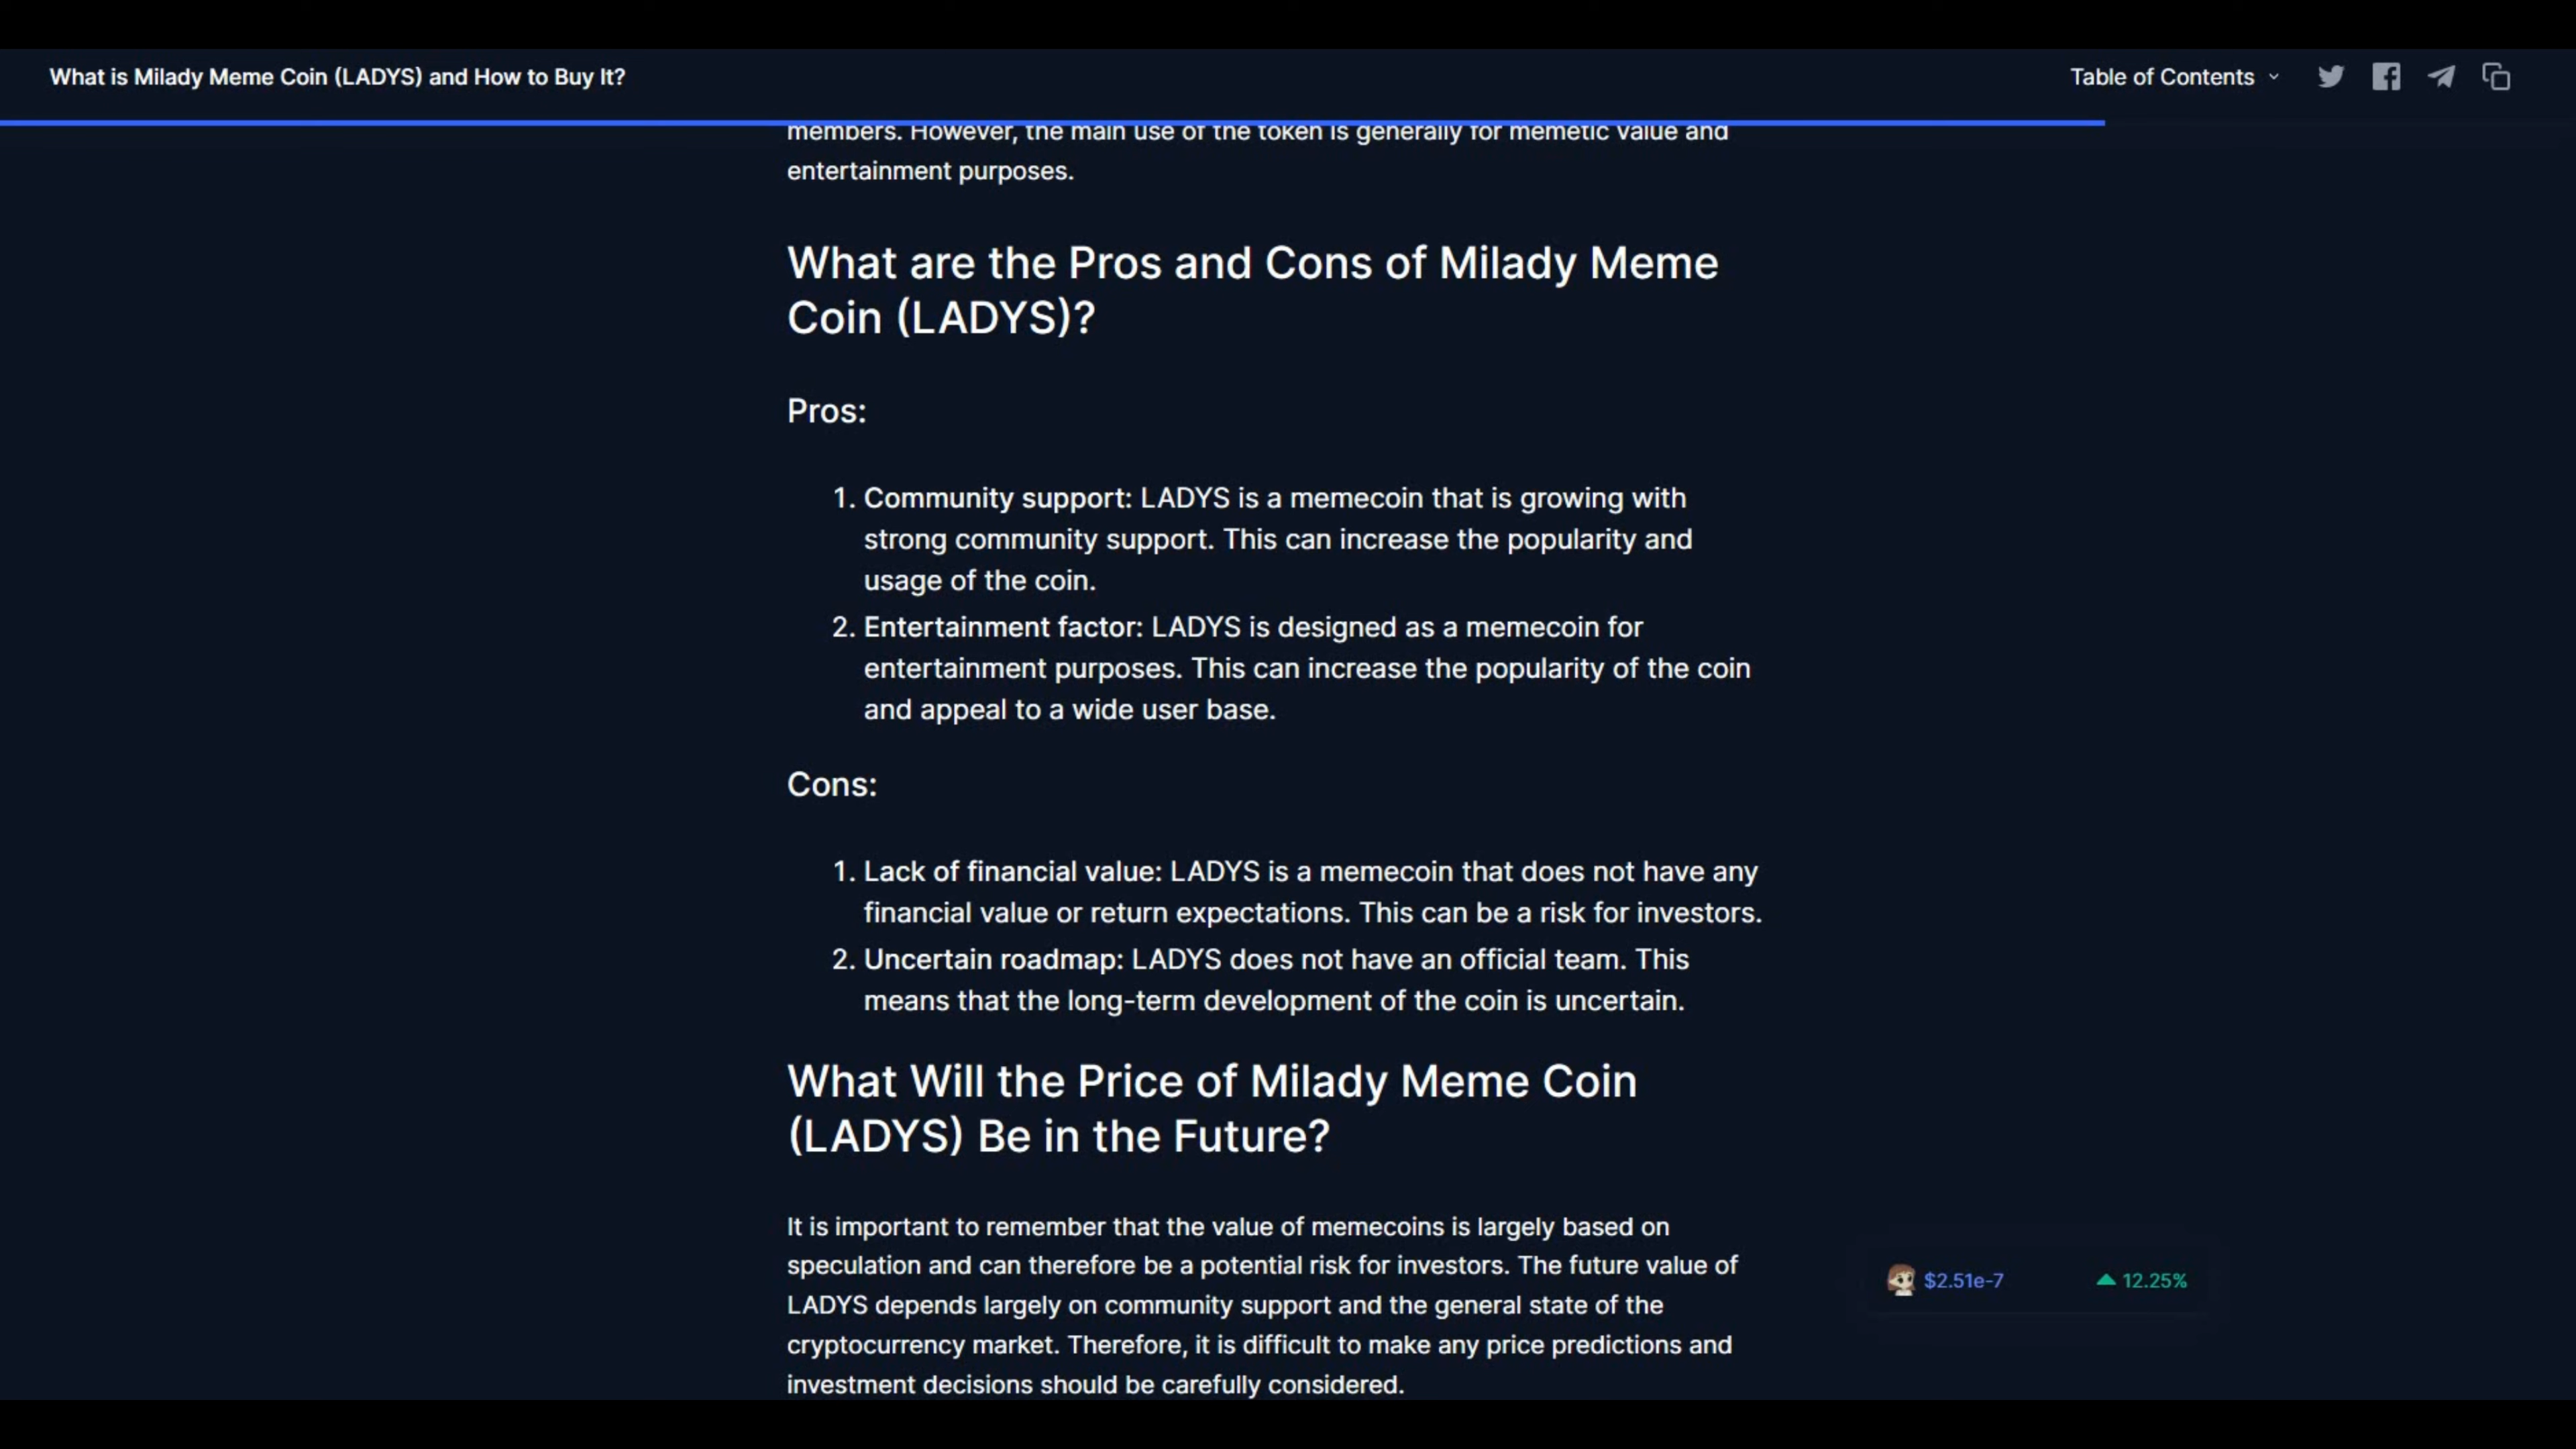 What is Milady Meme Coin (LADYS) and How to Buy It?
Table of Contents
members. However, the main use of the token is generally for memetic value and
entertainment purposes.
What are the Pros and Cons of Milady Meme
Coin (LADYS)?
Pros:
1. Community support: LADYS is a memecoin that is growing with
strong community support. This can increase the popularity and
usage of the coin.
2. Entertainment factor: LADYS is designed as a memecoin for
entertainment purposes. This can increase the popularity of the coin
and appeal to a wide user base.
Cons:
1. Lack of financial value: LADYS is a memecoin that does not have any
financial value or return expectations. This can be a risk for investors.
2. Uncertain roadmap: LADYS does not have an official team. This
means that the long-term development of the coin is uncertain.
What Will the Price of Milady Meme Coin
(LADYS) Be in the Future?
It is important to remember that the value of memecoins is largely based on
speculation and can therefore be a potential risk for investors. The future value of
LADYS depends largely on community support and the general state of the
cryptocurrency market. Therefore, it is difficult to make any price predictions and
investment decisions should be carefully considered.
$2.51e-7
12.25%